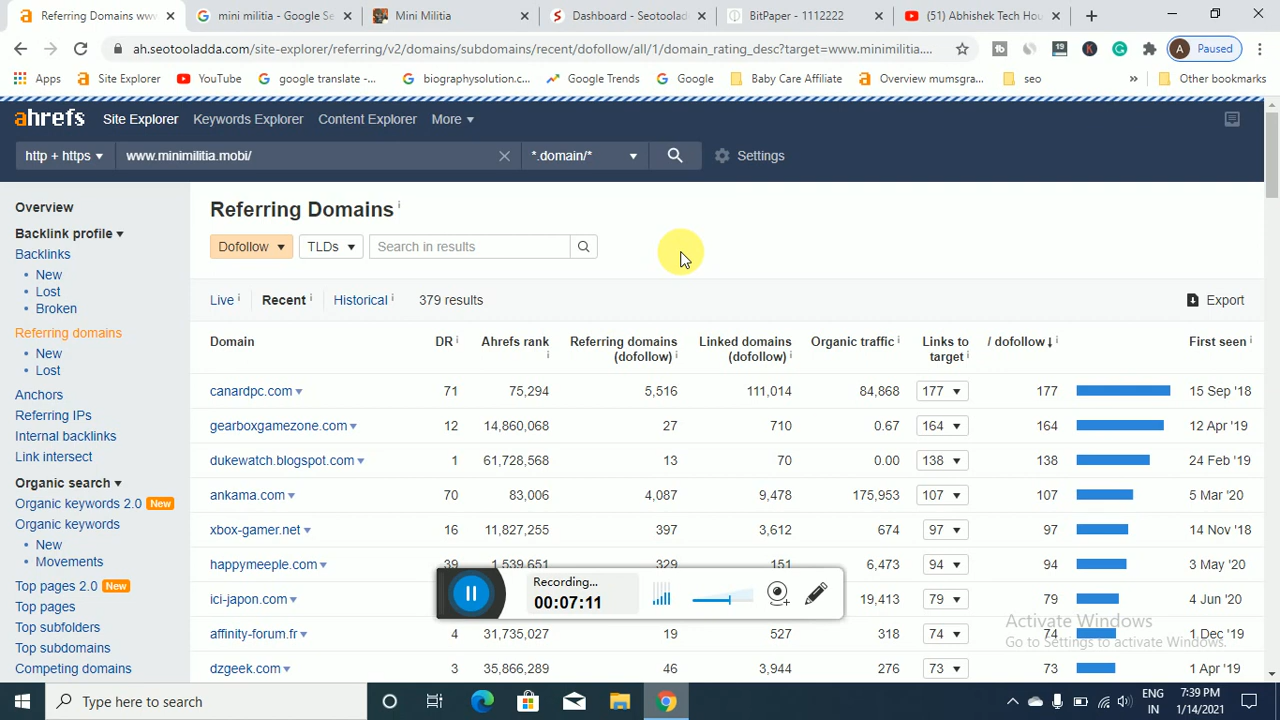 Referring Domains www
mini militia - Google Se
Mini Militia
Dashboard - Seotoolad
BitPaper - 1112222
(51) Abhishek Tech Hou
ah.seotooladda.com/site-explorer/referring/v2/domains/subdomains/recent/dofollow/all/1/domain_rating_desc?target=www.minimilitia....
19
K
A Paused
Apps Site Explorer YouTube google translate -... biographysolution.c... Google Trends Google Baby Care Affiliate Overview mumsgra... seo » Other bookmarks
ahrefs Site Explorer Keywords Explorer Content Explorer More
http + https www.minimilitia.mobi/ *.domain/* Settings
Overview
Backlink profile
Backlinks
New
Lost
Broken
Referring domains
New
Lost
Anchors
Referring IPs
Internal backlinks
Link intersect
Organic search
Organic keywords 2.0 New
Organic keywords
New
Movements
Top pages 2.0 New
Top pages
Top subfolders
Top subdomains
Competing domains
Referring Domains i
Dofollow TLDs Search in results
Live i Recent i Historical i 379 results Export
Domain DR i Ahrefs rank i Referring domains (dofollow) i Linked domains (dofollow) i Organic traffic i Links to target i / dofollow↓ i First seen i
canardpc.com 71 75,294 5,516 111,014 84,868 177 177 15 Sep '18
gearboxgamezone.com 12 14,860,068 27 710 0.67 164 164 12 Apr '19
dukewatch.blogspot.com 1 61,728,568 13 70 0.00 138 138 24 Feb '19
ankama.com 70 83,006 4,087 9,478 175,953 107 107 5 Mar '20
xbox-gamer.net 16 11,827,255 397 3,612 674 97 97 14 Nov '18
happymeeple.com 39 1,539,651 329 151 6,473 94 94 3 May '20
ici-japon.com 19,413 79 79 4 Jun '20
affinity-forum.fr 4 31,735,027 19 527 318 74 74 1 Dec '19
dzgeek.com 3 35,866,289 46 3,944 276 73 73 1 Apr '19
Recording...
00:07:11
Activate Windows
Go to Settings to activate Windows.
Type here to search
ENG
IN
7:39 PM
1/14/2021